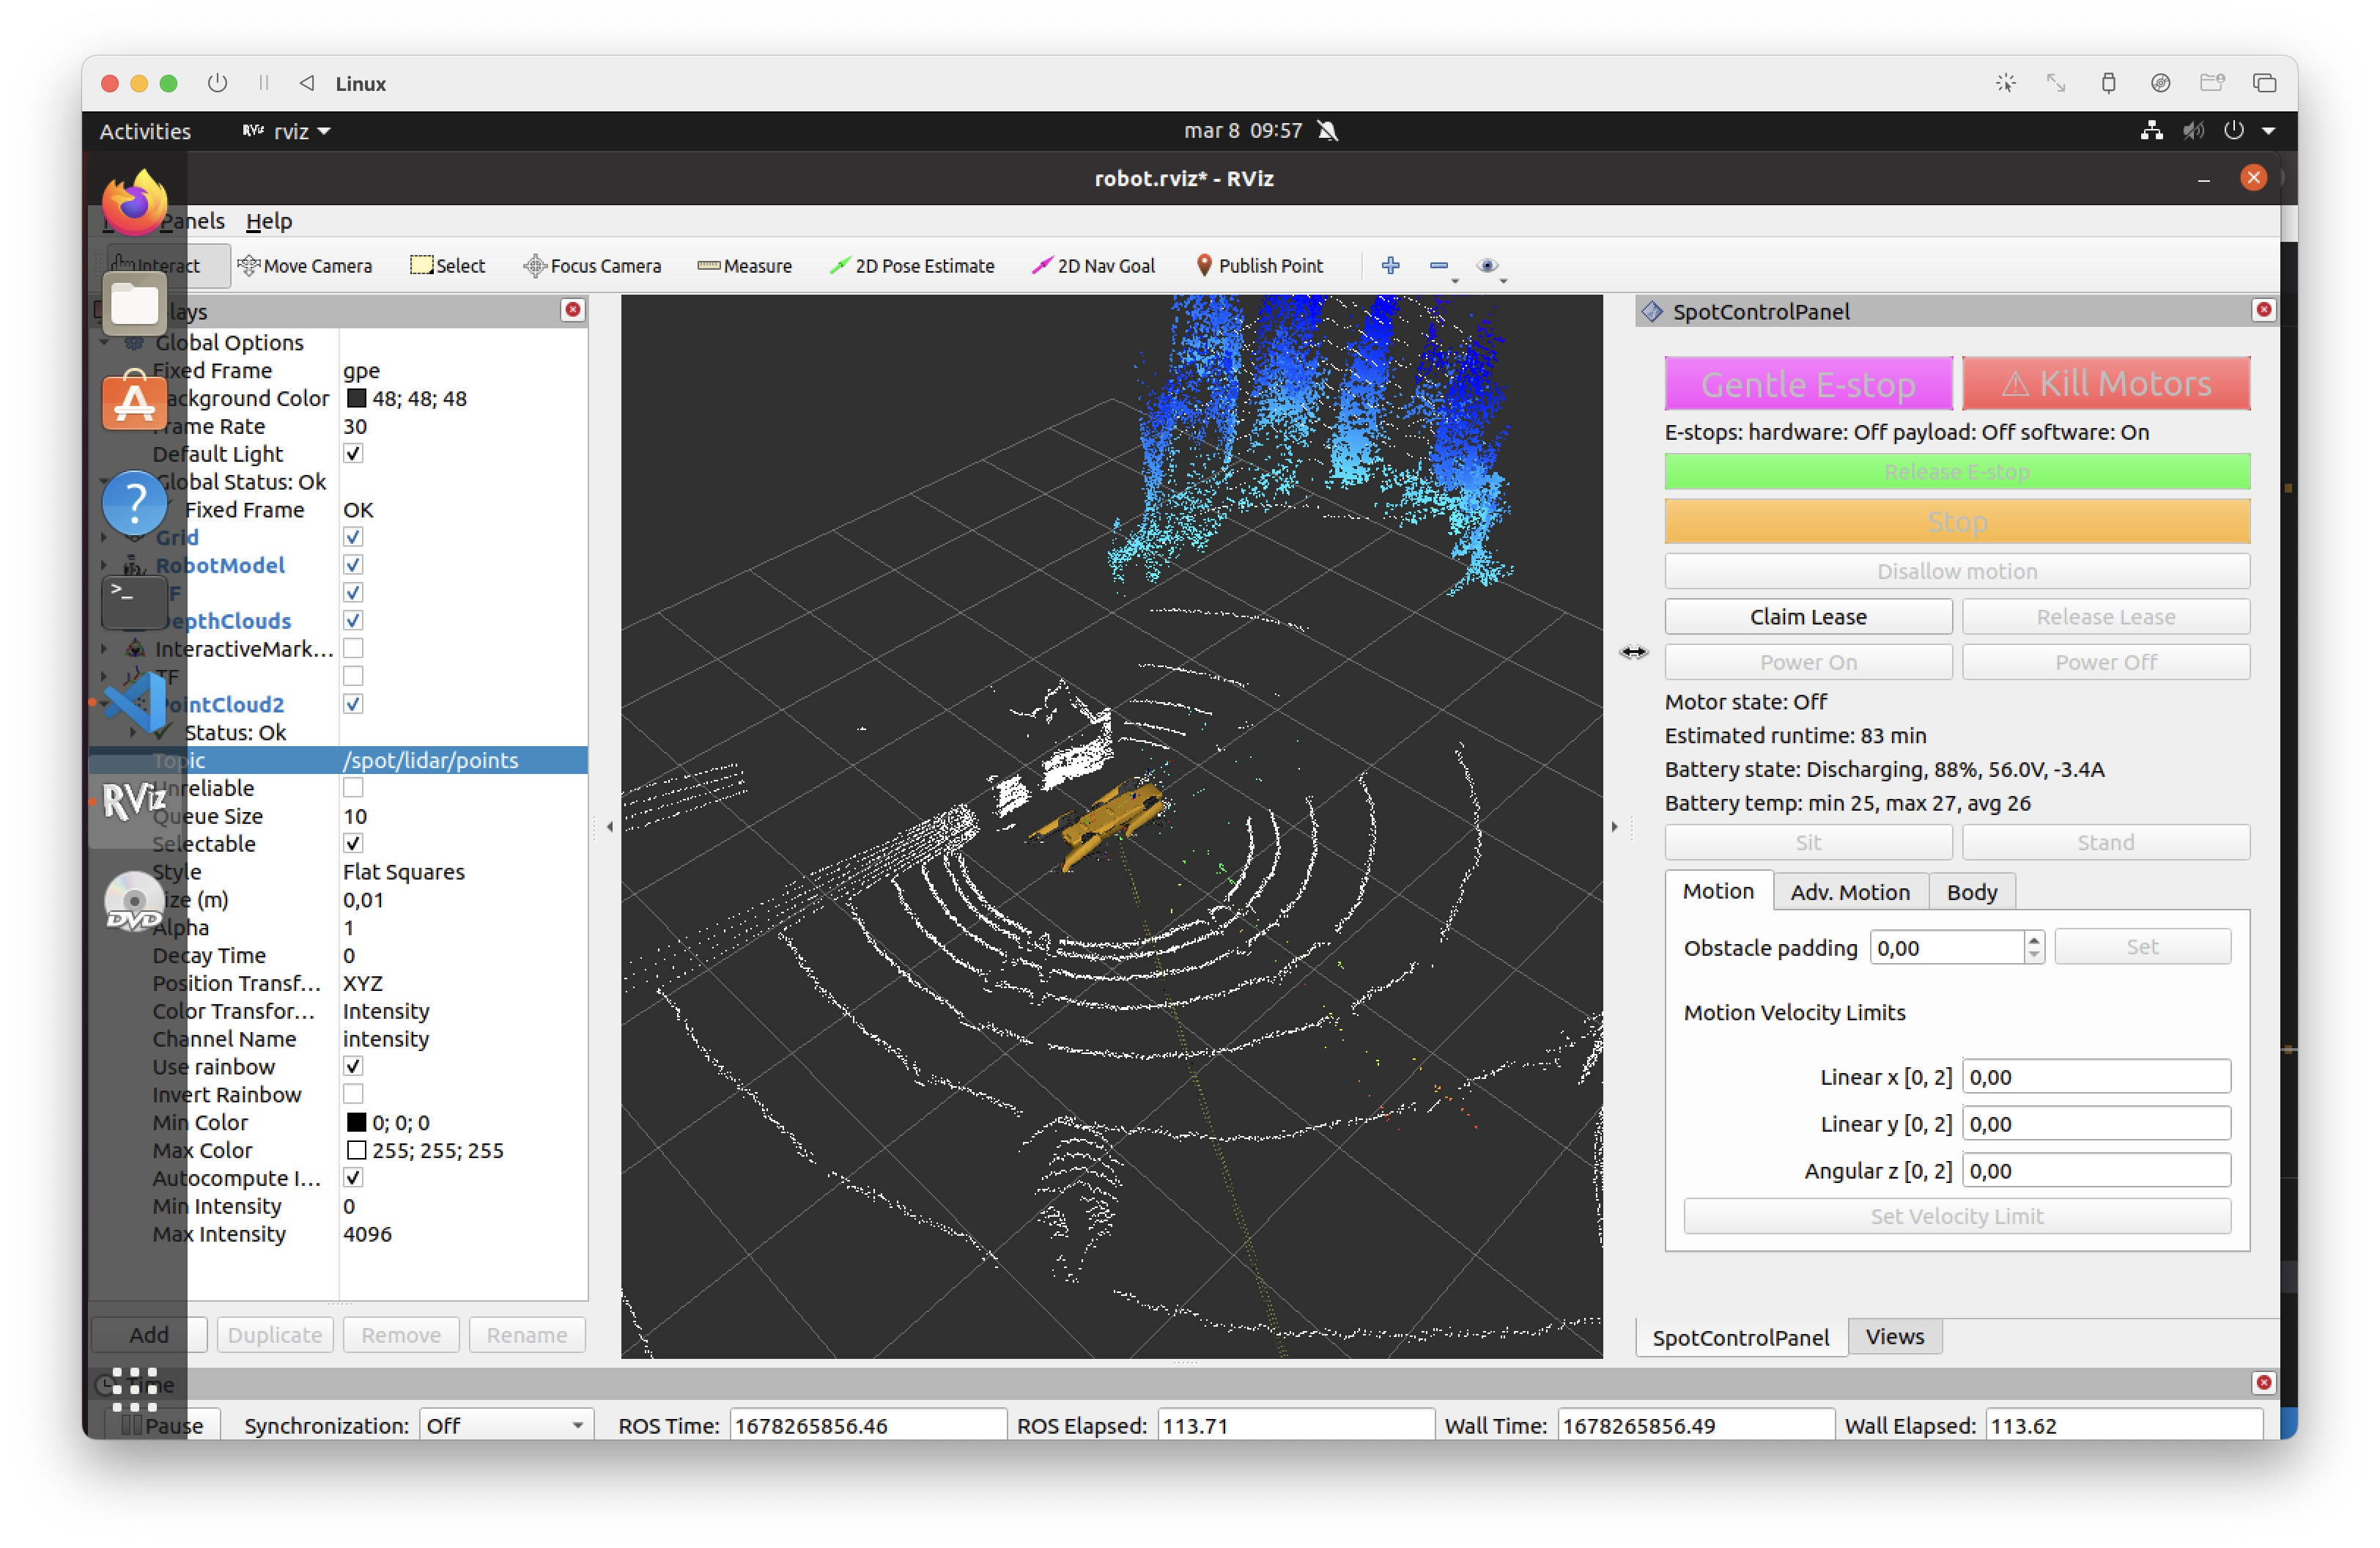 Linux
Activities
RViz rviz
mar 8 09:57
robot.rviz* - RViz
Panels Help
Interact Move Camera Select Focus Camera Measure 2D Pose Estimate 2D Nav Goal Publish Point
Global Options
Fixed Frame gpe
Background Color 48; 48; 48
Frame Rate 30
Default Light
Global Status: Ok
Fixed Frame OK
Grid
RobotModel
DepthClouds
InteractiveMark...
TF
PointCloud2
Status: Ok
Topic /spot/lidar/points
Unreliable
Queue Size 10
Selectable
Style Flat Squares
Size (m) 0,01
Alpha 1
Decay Time 0
Position Transf... XYZ
Color Transfor... Intensity
Channel Name intensity
Use rainbow
Invert Rainbow
Min Color 0; 0; 0
Max Color 255; 255; 255
Autocompute I...
Min Intensity 0
Max Intensity 4096
Add Duplicate Remove Rename
RViz
DVD
SpotControlPanel
Gentle E-stop ⚠ Kill Motors
E-stops: hardware: Off payload: Off software: On
Release E-stop
Stop
Disallow motion
Claim Lease Release Lease
Power On Power Off
Motor state: Off
Estimated runtime: 83 min
Battery state: Discharging, 88%, 56.0V, -3.4A
Battery temp: min 25, max 27, avg 26
Sit Stand
Motion Adv. Motion Body
Obstacle padding 0,00 Set
Motion Velocity Limits
Linear x [0, 2] 0,00
Linear y [0, 2] 0,00
Angular z [0, 2] 0,00
Set Velocity Limit
SpotControlPanel Views
Time
Pause Synchronization: Off ROS Time: 1678265856.46 ROS Elapsed: 113.71 Wall Time: 1678265856.49 Wall Elapsed: 113.62